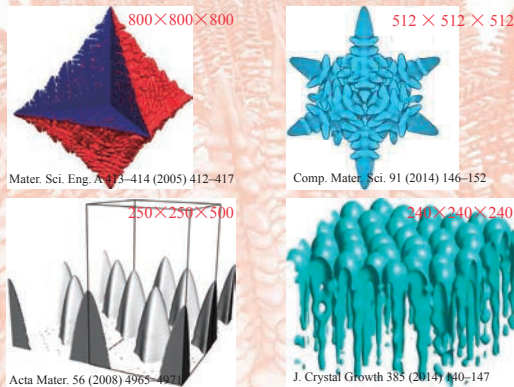 800×800×800
512 × 512 × 512
Mater. Sci. Eng. A 413–414 (2005) 412–417
Comp. Mater. Sci. 91 (2014) 146–152
250×250×500
240×240×240
Acta Mater. 56 (2008) 4965–4971
J. Crystal Growth 385 (2014) 140–147